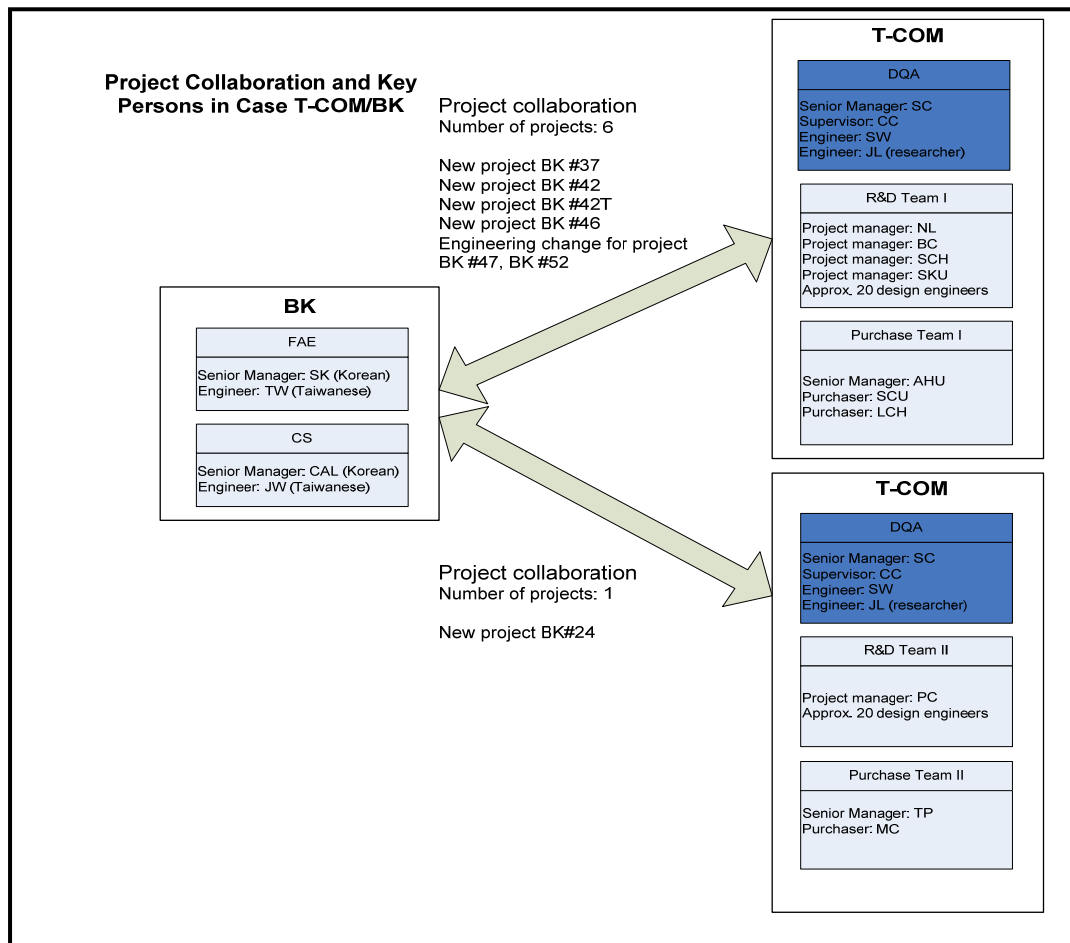 Project Collaboration and Key
Persons in Case T-COM/BK
Project collaboration
Number of projects: 6
New project BK #37
New project BK #42
New project BK #42T
New project BK #46
Engineering change for project
BK #47, BK #52
BK
FAE
Senior Manager: SK (Korean)
Engineer: TW (Taiwanese)
CS
Senior Manager: CAL (Korean)
Engineer: JW (Taiwanese)
Project collaboration
Number of projects: 1
New project BK#24
T-COM
DQA
Senior Manager: SC
Supervisor: CC
Engineer: SW
Engineer: JL (researcher)
R&D Team I
Project manager: NL
Project manager: BC
Project manager: SCH
Project manager: SKU
Approx. 20 design engineers
Purchase Team I
Senior Manager: AHU
Purchaser: SCU
Purchaser: LCH
T-COM
DQA
Senior Manager: SC
Supervisor: CC
Engineer: SW
Engineer: JL (researcher)
R&D Team II
Project manager: PC
Approx. 20 design engineers
Purchase Team II
Senior Manager: TP
Purchaser: MC